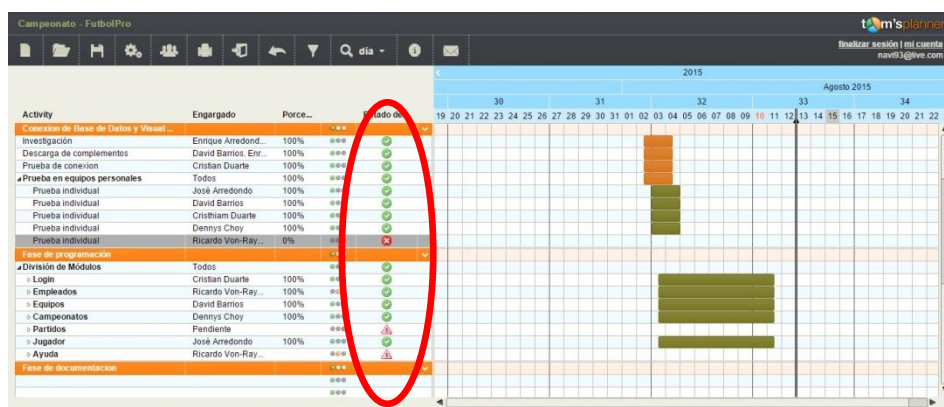 Campeonato - FutbolPro
tom'splanner
día
finalizar sesión | mi cuenta
navi93@live.com
2015
Agosto 2015
30 31 32 33 34
Activity Engargado Porce... Estado de
19 20 21 22 23 24 25 26 27 28 29 30 31 01 02 03 04 05 06 07 08 09 10 11 12 13 14 15 16 17 18 19 20 21 22
Conexion de Base de Datos y Visual ...
Investigación Enrique Arredond... 100%
Descarga de complementos David Barrios, Enr... 100%
Prueba de conexion Cristian Duarte 100%
Prueba en equipos personales Todos 100%
Prueba individual Josè Arredondo 100%
Prueba individual David Barrios 100%
Prueba individual Cristhiam Duarte 100%
Prueba individual Dennys Choy 100%
Prueba individual Ricardo Von-Ray... 0%
Fase de programación
División de Módulos Todos
Login Cristian Duarte 100%
Empleados Ricardo Von-Ray... 100%
Equipos David Barrios 100%
Campeonatos Dennys Choy 100%
Partidos Pendiente
Jugador Josè Arredondo 100%
Ayuda Ricardo Von-Ray...
Fase de documentacion